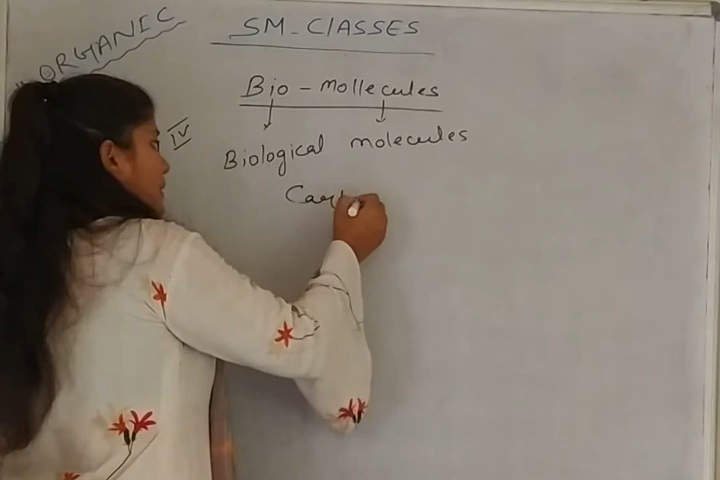 ORGANIC
SM-ClASSES
Bio-mollecules
IV
Biological molecules